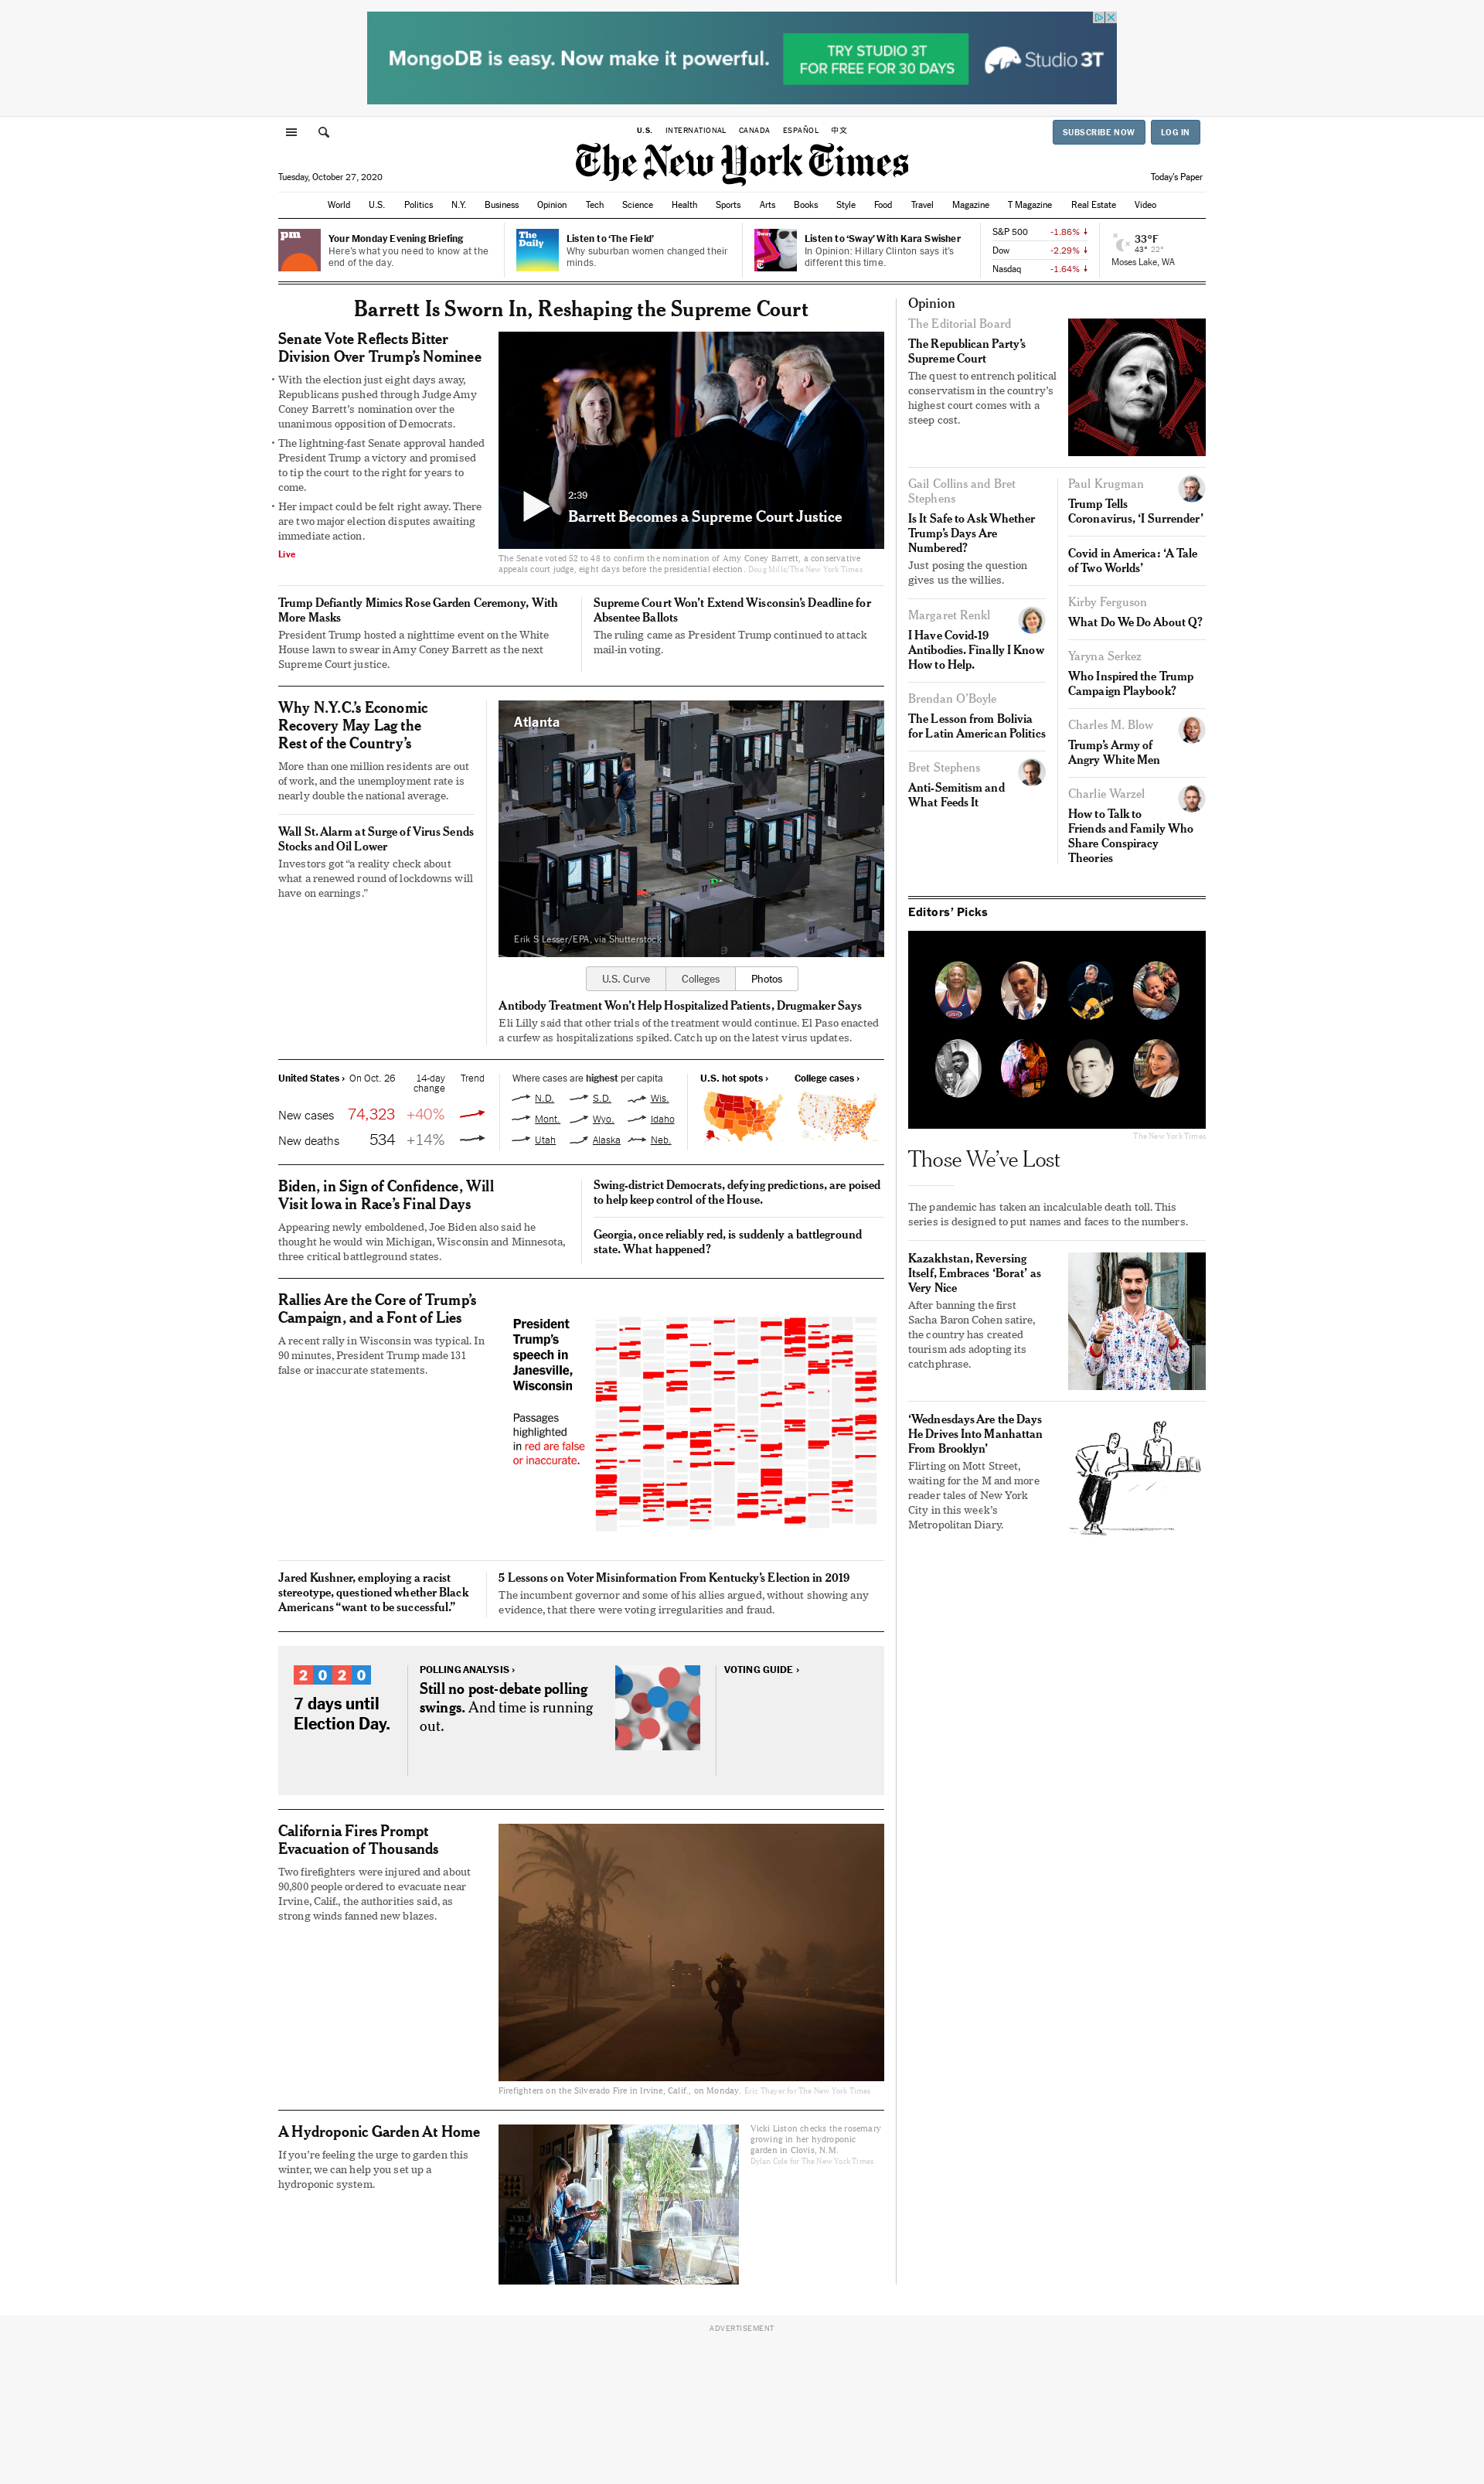 MongoDB is easy. Now make it powerful.
TRY STUDIO 3T
FOR FREE FOR 30 DAYS
Studio 3T
U.S. INTERNATIONAL CANADA ESPAÑOL 中文
SUBSCRIBE NOW LOG IN
The New York Times
Tuesday, October 27, 2020
Today's Paper
World U.S. Politics N.Y. Business Opinion Tech Science Health Sports Arts Books Style Food Travel Magazine T Magazine Real Estate Video
pm
Your Monday Evening Briefing
Here's what you need to know at the
end of the day.
The
Daily
Listen to 'The Field'
Why suburban women changed their
minds.
Sway
Listen to 'Sway' With Kara Swisher
In Opinion: Hillary Clinton says it's
different this time.
S&P 500 -1.86%
Dow -2.29%
Nasdaq -1.64%
33°F
43° 22°
Moses Lake, WA
Barrett Is Sworn In, Reshaping the Supreme Court
Senate Vote Reflects Bitter
Division Over Trump's Nominee
• With the election just eight days away,
Republicans pushed through Judge Amy
Coney Barrett's nomination over the
unanimous opposition of Democrats.
• The lightning-fast Senate approval handed
President Trump a victory and promised
to tip the court to the right for years to
come.
• Her impact could be felt right away. There
are two major election disputes awaiting
immediate action.
Live
2:39
Barrett Becomes a Supreme Court Justice
The Senate voted 52 to 48 to confirm the nomination of Amy Coney Barrett, a conservative
appeals court judge, eight days before the presidential election. Doug Mills/The New York Times
Trump Defiantly Mimics Rose Garden Ceremony, With
More Masks
President Trump hosted a nighttime event on the White
House lawn to swear in Amy Coney Barrett as the next
Supreme Court justice.
Supreme Court Won't Extend Wisconsin's Deadline for
Absentee Ballots
The ruling came as President Trump continued to attack
mail-in voting.
Why N.Y.C.'s Economic
Recovery May Lag the
Rest of the Country's
More than one million residents are out
of work, and the unemployment rate is
nearly double the national average.
Wall St. Alarm at Surge of Virus Sends
Stocks and Oil Lower
Investors got "a reality check about
what a renewed round of lockdowns will
have on earnings."
Atlanta
Erik S Lesser/EPA, via Shutterstock
U.S. Curve Colleges Photos
Antibody Treatment Won't Help Hospitalized Patients, Drugmaker Says
Eli Lilly said that other trials of the treatment would continue. El Paso enacted
a curfew as hospitalizations spiked. Catch up on the latest virus updates.
United States › On Oct. 26 14-day
change Trend
New cases 74,323 +40%
New deaths 534 +14%
Where cases are highest per capita
N.D. S.D. Wis.
Mont. Wyo. Idaho
Utah Alaska Neb.
U.S. hot spots › College cases ›
Biden, in Sign of Confidence, Will
Visit Iowa in Race's Final Days
Appearing newly emboldened, Joe Biden also said he
thought he would win Michigan, Wisconsin and Minnesota,
three critical battleground states.
Swing-district Democrats, defying predictions, are poised
to help keep control of the House.
Georgia, once reliably red, is suddenly a battleground
state. What happened?
Rallies Are the Core of Trump's
Campaign, and a Font of Lies
A recent rally in Wisconsin was typical. In
90 minutes, President Trump made 131
false or inaccurate statements.
President
Trump's
speech in
Janesville,
Wisconsin
Passages
highlighted
in red are false
or inaccurate.
Jared Kushner, employing a racist
stereotype, questioned whether Black
Americans "want to be successful."
5 Lessons on Voter Misinformation From Kentucky's Election in 2019
The incumbent governor and some of his allies argued, without showing any
evidence, that there were voting irregularities and fraud.
2020
7 days until
Election Day.
POLLING ANALYSIS ›
Still no post-debate polling
swings. And time is running
out.
VOTING GUIDE ›
California Fires Prompt
Evacuation of Thousands
Two firefighters were injured and about
90,800 people ordered to evacuate near
Irvine, Calif., the authorities said, as
strong winds fanned new blazes.
Firefighters on the Silverado Fire in Irvine, Calif., on Monday. Eric Thayer for The New York Times
A Hydroponic Garden At Home
If you're feeling the urge to garden this
winter, we can help you set up a
hydroponic system.
Vicki Liston checks the rosemary
growing in her hydroponic
garden in Clovis, N.M.
Dylan Cole for The New York Times
Opinion
The Editorial Board
The Republican Party's
Supreme Court
The quest to entrench political
conservatism in the country's
highest court comes with a
steep cost.
Gail Collins and Bret
Stephens
Is It Safe to Ask Whether
Trump's Days Are
Numbered?
Just posing the question
gives us the willies.
Margaret Renkl
I Have Covid-19
Antibodies. Finally I Know
How to Help.
Brendan O'Boyle
The Lesson from Bolivia
for Latin American Politics
Bret Stephens
Anti-Semitism and
What Feeds It
Paul Krugman
Trump Tells
Coronavirus, 'I Surrender'
Covid in America: 'A Tale
of Two Worlds'
Kirby Ferguson
What Do We Do About Q?
Yaryna Serkez
Who Inspired the Trump
Campaign Playbook?
Charles M. Blow
Trump's Army of
Angry White Men
Charlie Warzel
How to Talk to
Friends and Family Who
Share Conspiracy
Theories
Editors' Picks
The New York Times
Those We've Lost
The pandemic has taken an incalculable death toll. This
series is designed to put names and faces to the numbers.
Kazakhstan, Reversing
Itself, Embraces 'Borat' as
Very Nice
After banning the first
Sacha Baron Cohen satire,
the country has created
tourism ads adopting its
catchphrase.
'Wednesdays Are the Days
He Drives Into Manhattan
From Brooklyn'
Flirting on Mott Street,
waiting for the M and more
reader tales of New York
City in this week's
Metropolitan Diary.
ADVERTISEMENT